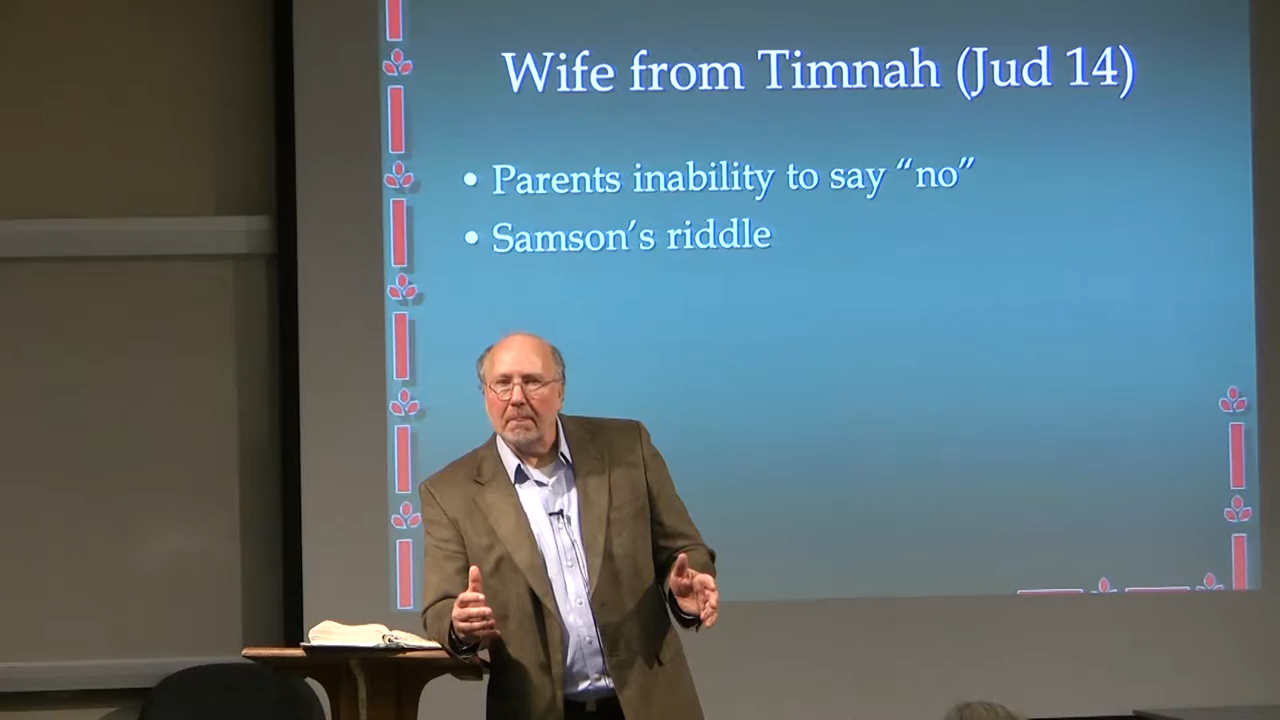 Wife from Timnah (Jud 14)
• Parents inability to say “no”
• Samson’s riddle